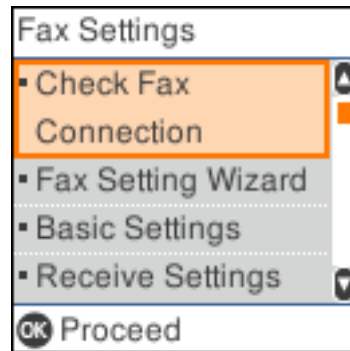 Fax Settings
Check Fax
Connection
Fax Setting Wizard
Basic Settings
Receive Settings
OK Proceed